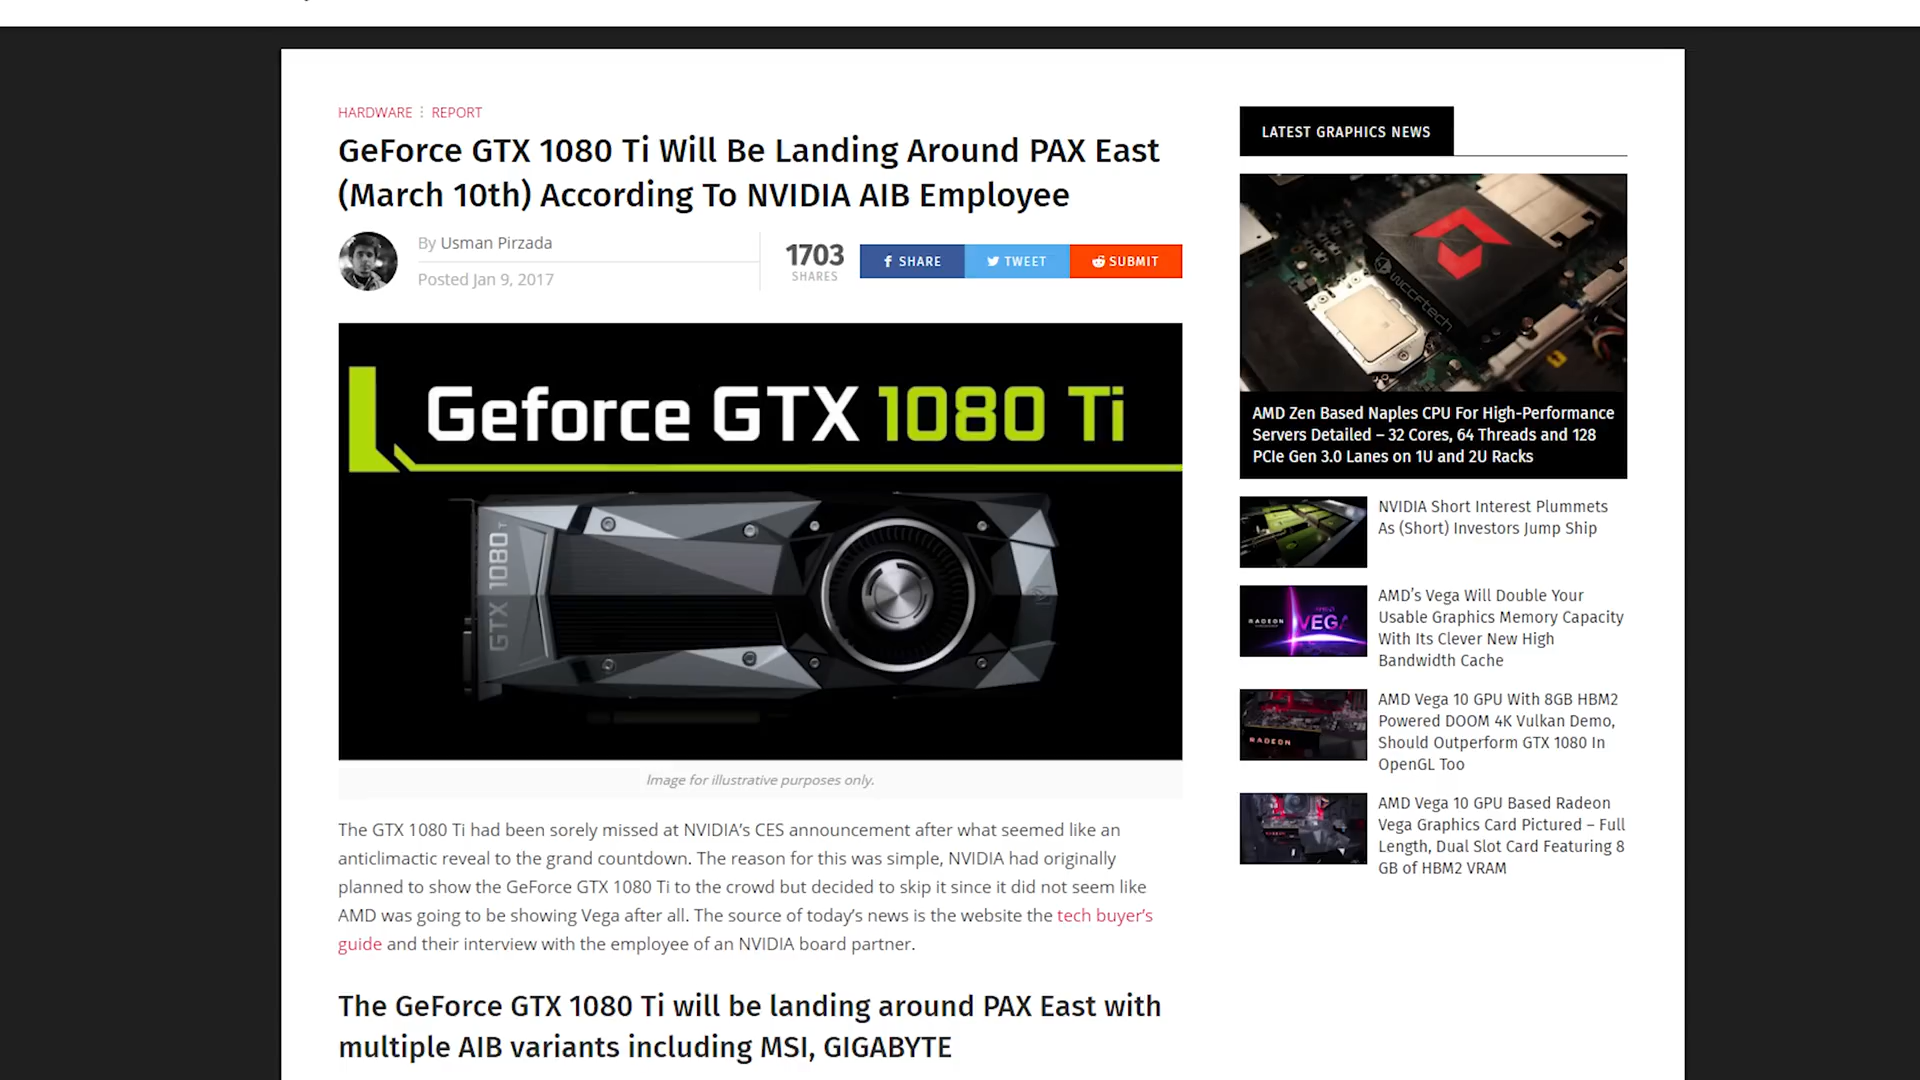 HARDWARE ⋮ REPORT
GeForce GTX 1080 Ti Will Be Landing Around PAX East
(March 10th) According To NVIDIA AIB Employee
By Usman Pirzada
Posted Jan 9, 2017
1703
SHARES
SHARE
TWEET
SUBMIT
Geforce GTX 1080 Ti
GTX 1080 Ti
Image for illustrative purposes only.
The GTX 1080 Ti had been sorely missed at NVIDIA's CES announcement after what seemed like an
anticlimactic reveal to the grand countdown. The reason for this was simple, NVIDIA had originally
planned to show the GeForce GTX 1080 Ti to the crowd but decided to skip it since it did not seem like
AMD was going to be showing Vega after all. The source of today's news is the website the tech buyer's
guide and their interview with the employee of an NVIDIA board partner.
The GeForce GTX 1080 Ti will be landing around PAX East with
multiple AIB variants including MSI, GIGABYTE
LATEST GRAPHICS NEWS
wccftech
AMD Zen Based Naples CPU For High-Performance
Servers Detailed – 32 Cores, 64 Threads and 128
PCIe Gen 3.0 Lanes on 1U and 2U Racks
NVIDIA Short Interest Plummets
As (Short) Investors Jump Ship
RADEON
VEGA
AMD's Vega Will Double Your
Usable Graphics Memory Capacity
With Its Clever New High
Bandwidth Cache
RADEON
AMD Vega 10 GPU With 8GB HBM2
Powered DOOM 4K Vulkan Demo,
Should Outperform GTX 1080 In
OpenGL Too
AMD Vega 10 GPU Based Radeon
Vega Graphics Card Pictured – Full
Length, Dual Slot Card Featuring 8
GB of HBM2 VRAM